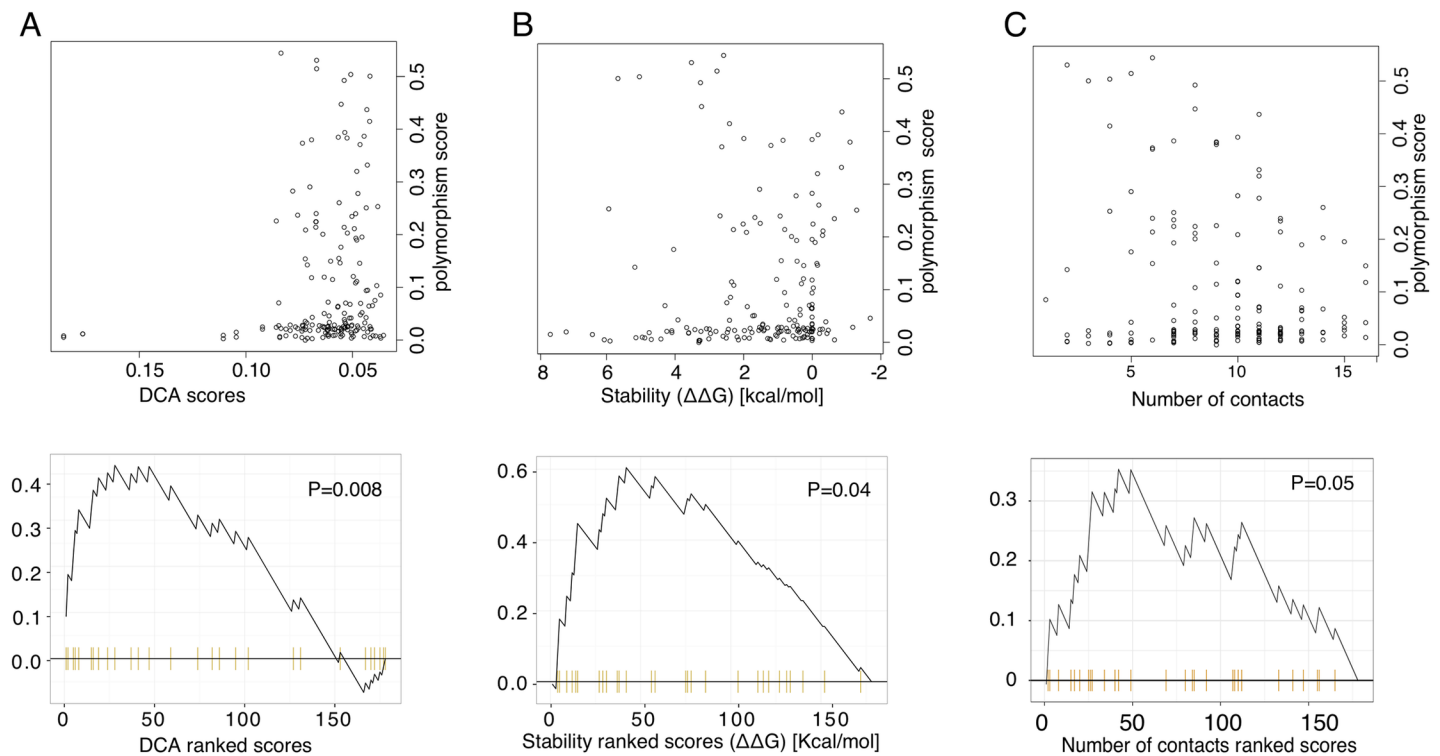 A
0.0 0.1 0.2 0.3 0.4 0.5
polymorphism score
0.15 0.10 0.05
DCA scores
B
0.0 0.1 0.2 0.3 0.4 0.5
polymorphism score
8 6 4 2 0 -2
Stability (ΔΔG) [kcal/mol]
C
0.0 0.1 0.2 0.3 0.4 0.5
polymorphism score
5 10 15
Number of contacts
P=0.008
0.4
0.3
0.2
0.1
0.0
0 50 100 150
DCA ranked scores
P=0.04
0.6
0.4
0.2
0.0
0 50 100 150
Stability ranked scores (ΔΔG) [Kcal/mol]
P=0.05
0.3
0.2
0.1
0
0 50 100 150
Number of contacts ranked scores